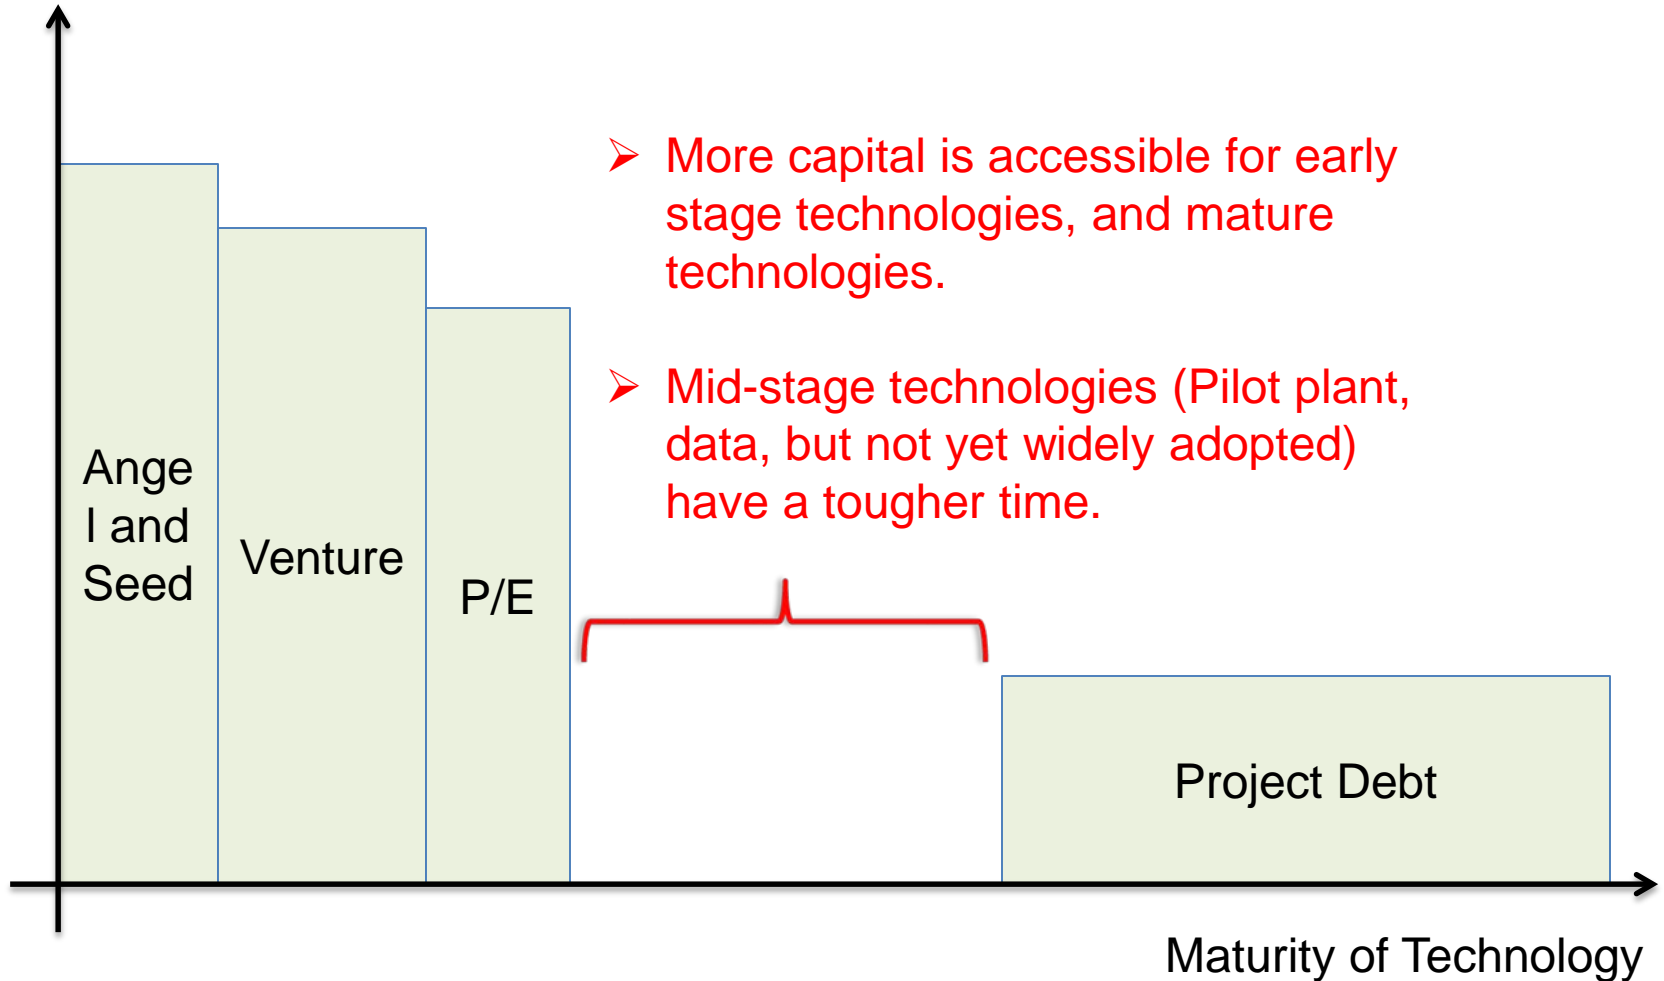 ➢ More capital is accessible for early
stage technologies, and mature
technologies.
➢ Mid-stage technologies (Pilot plant,
data, but not yet widely adopted)
have a tougher time.
Ange
l and
Seed
Venture
P/E
Project Debt
Maturity of Technology